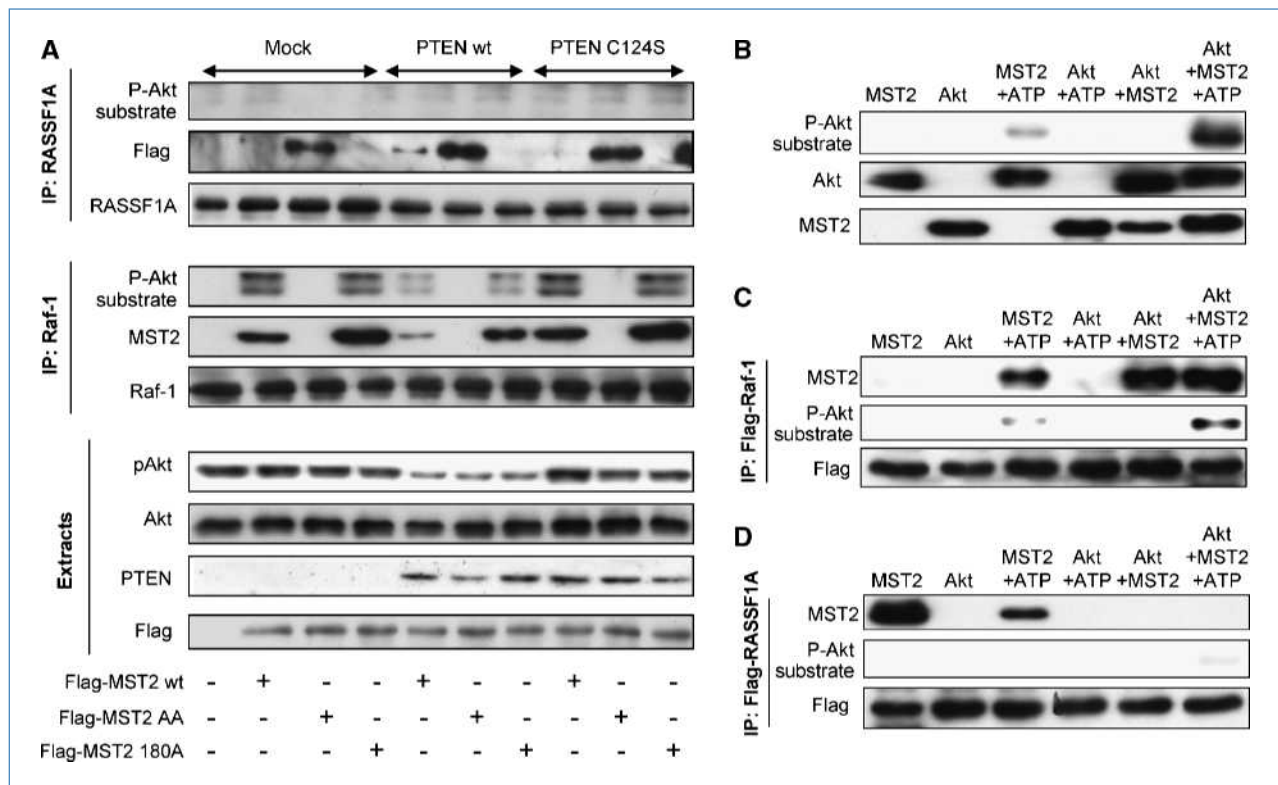 A
Mock
PTEN wt
PTEN C124S
IP: RASSF1A
P-Akt
substrate
Flag
RASSF1A
IP: Raf-1
P-Akt
substrate
MST2
Raf-1
Extracts
pAkt
Akt
PTEN
Flag
Flag-MST2 wt - + - - + - - + - -
Flag-MST2 AA - - + - - + - - + -
Flag-MST2 180A - - - + - - + - - +
B
MST2
Akt
MST2
+ATP
Akt
+ATP
Akt
+MST2
Akt
+MST2
+ATP
P-Akt
substrate
Akt
MST2
C
MST2
Akt
MST2
+ATP
Akt
+ATP
Akt
+MST2
Akt
+MST2
+ATP
IP: Flag-Raf-1
MST2
P-Akt
substrate
Flag
D
MST2
Akt
MST2
+ATP
Akt
+ATP
Akt
+MST2
Akt
+MST2
+ATP
IP: Flag-RASSF1A
MST2
P-Akt
substrate
Flag